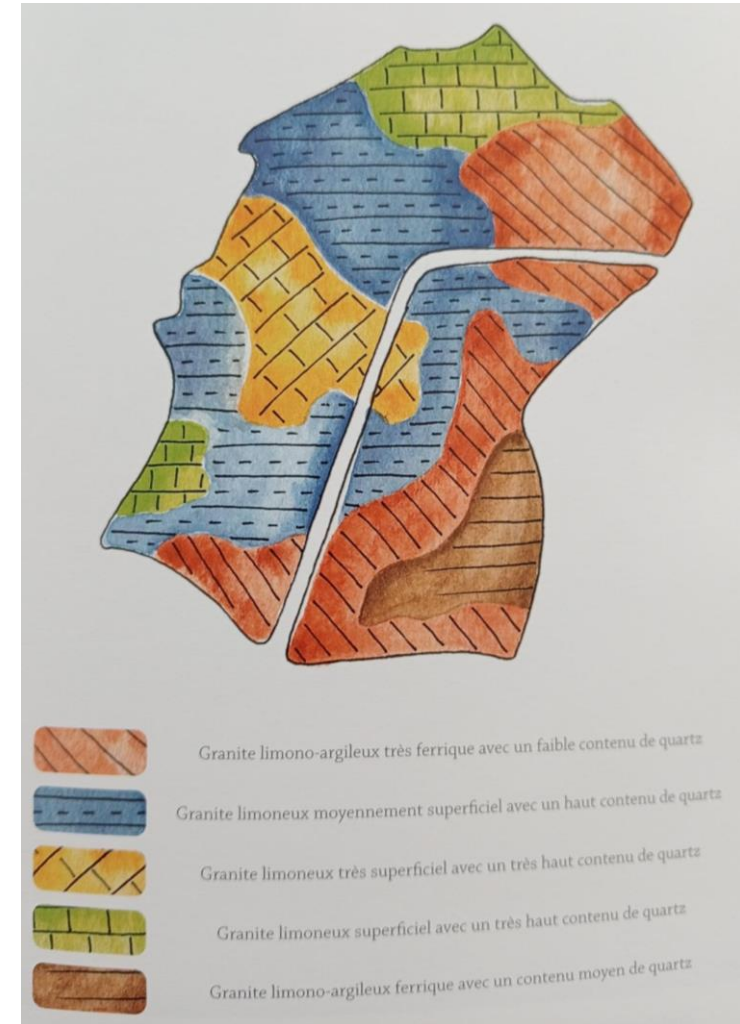 Granite limono-argileux très ferrique avec un faible contenu de quartz
Granite limoneux moyennement superficiel avec un haut contenu de quartz
Granite limoneux très superficiel avec un très haut contenu de quartz
Granite limoneux superficiel avec un très haut contenu de quartz
Granite limono-argileux ferrique avec un contenu moyen de quartz